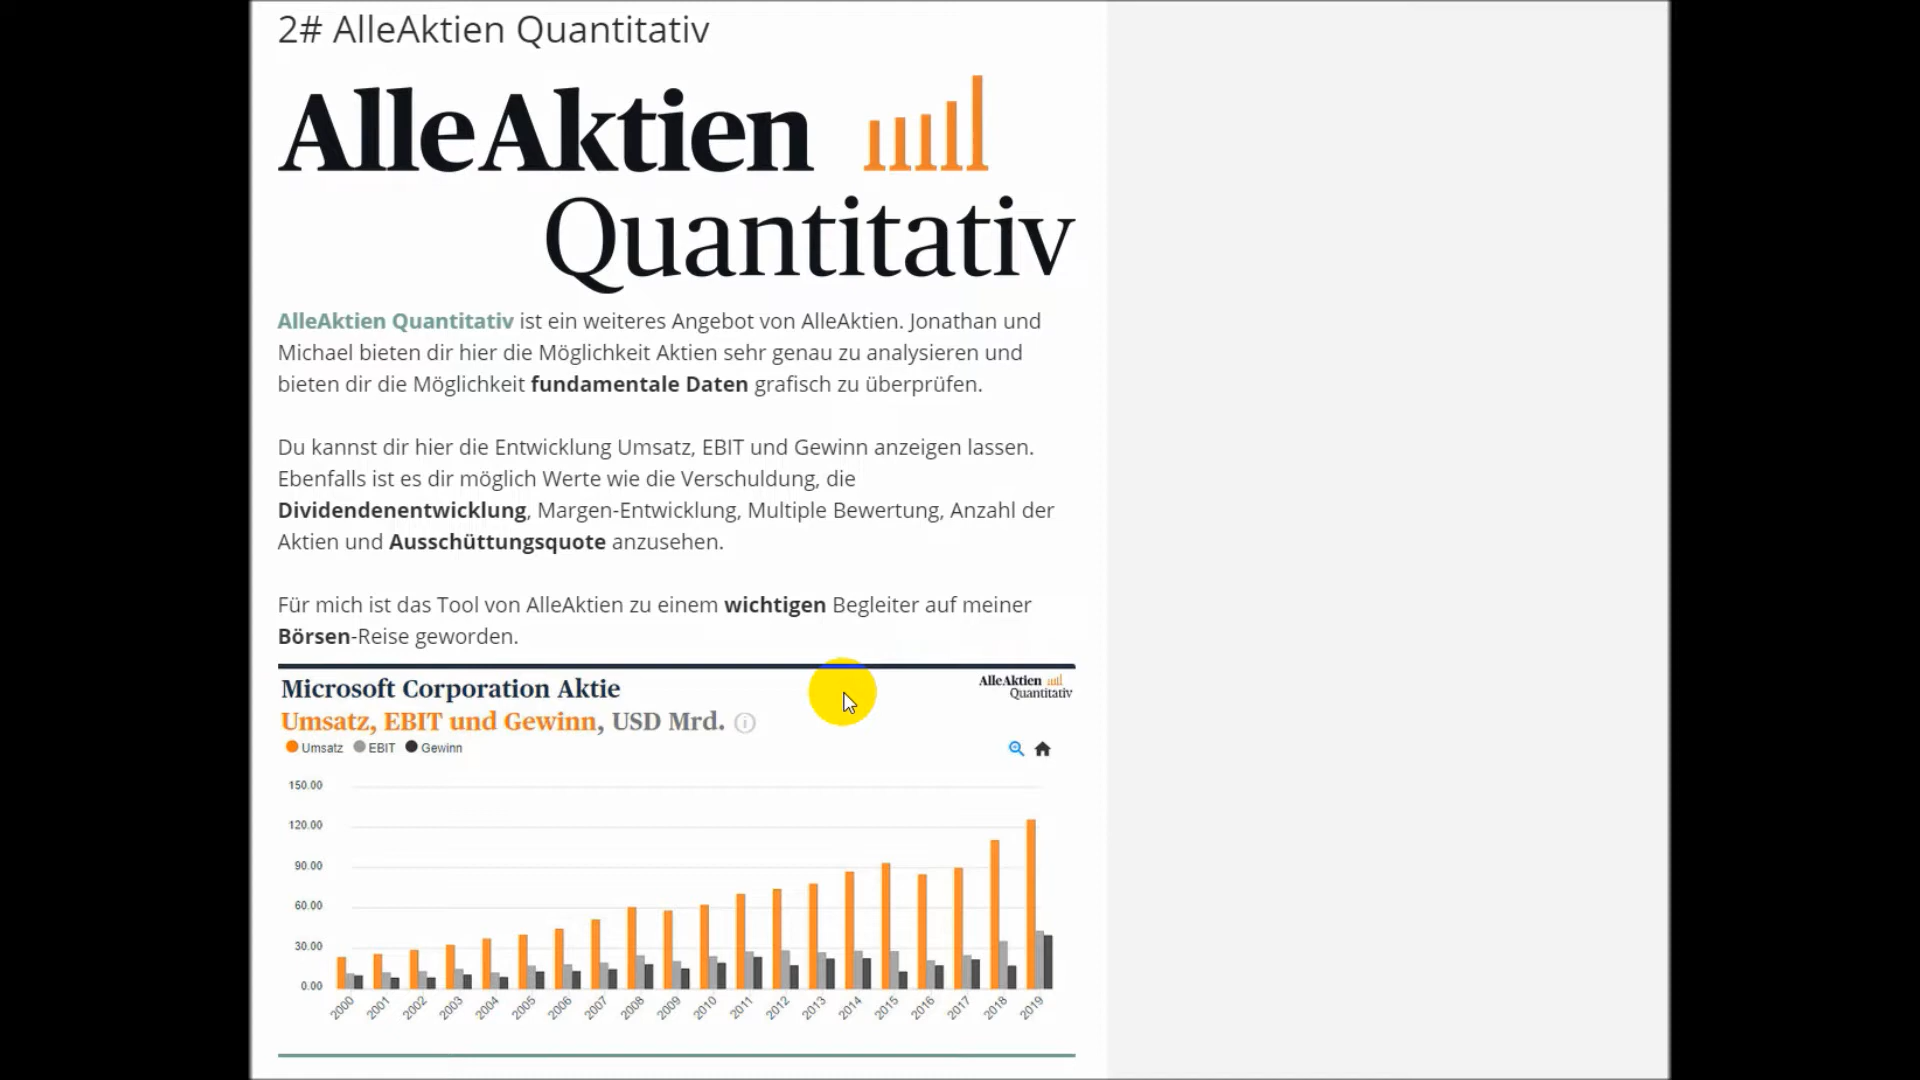 2# AlleAktien Quantitativ
AlleAktien
Quantitativ
AlleAktien Quantitativ ist ein weiteres Angebot von AlleAktien. Jonathan und
Michael bieten dir hier die Möglichkeit Aktien sehr genau zu analysieren und
bieten dir die Möglichkeit fundamentale Daten grafisch zu überprüfen.
Du kannst dir hier die Entwicklung Umsatz, EBIT und Gewinn anzeigen lassen.
Ebenfalls ist es dir möglich Werte wie die Verschuldung, die
Dividendenentwicklung, Margen-Entwicklung, Multiple Bewertung, Anzahl der
Aktien und Ausschüttungsquote anzusehen.
Für mich ist das Tool von AlleAktien zu einem wichtigen Begleiter auf meiner
Börsen-Reise geworden.
Microsoft Corporation Aktie
AlleAktien
Quantitativ
Umsatz, EBIT und Gewinn, USD Mrd.
Umsatz EBIT Gewinn
150.00
120.00
90.00
60.00
30.00
0.00
2000 2001 2002 2003 2004 2005 2006 2007 2008 2009 2010 2011 2012 2013 2014 2015 2016 2017 2018 2019